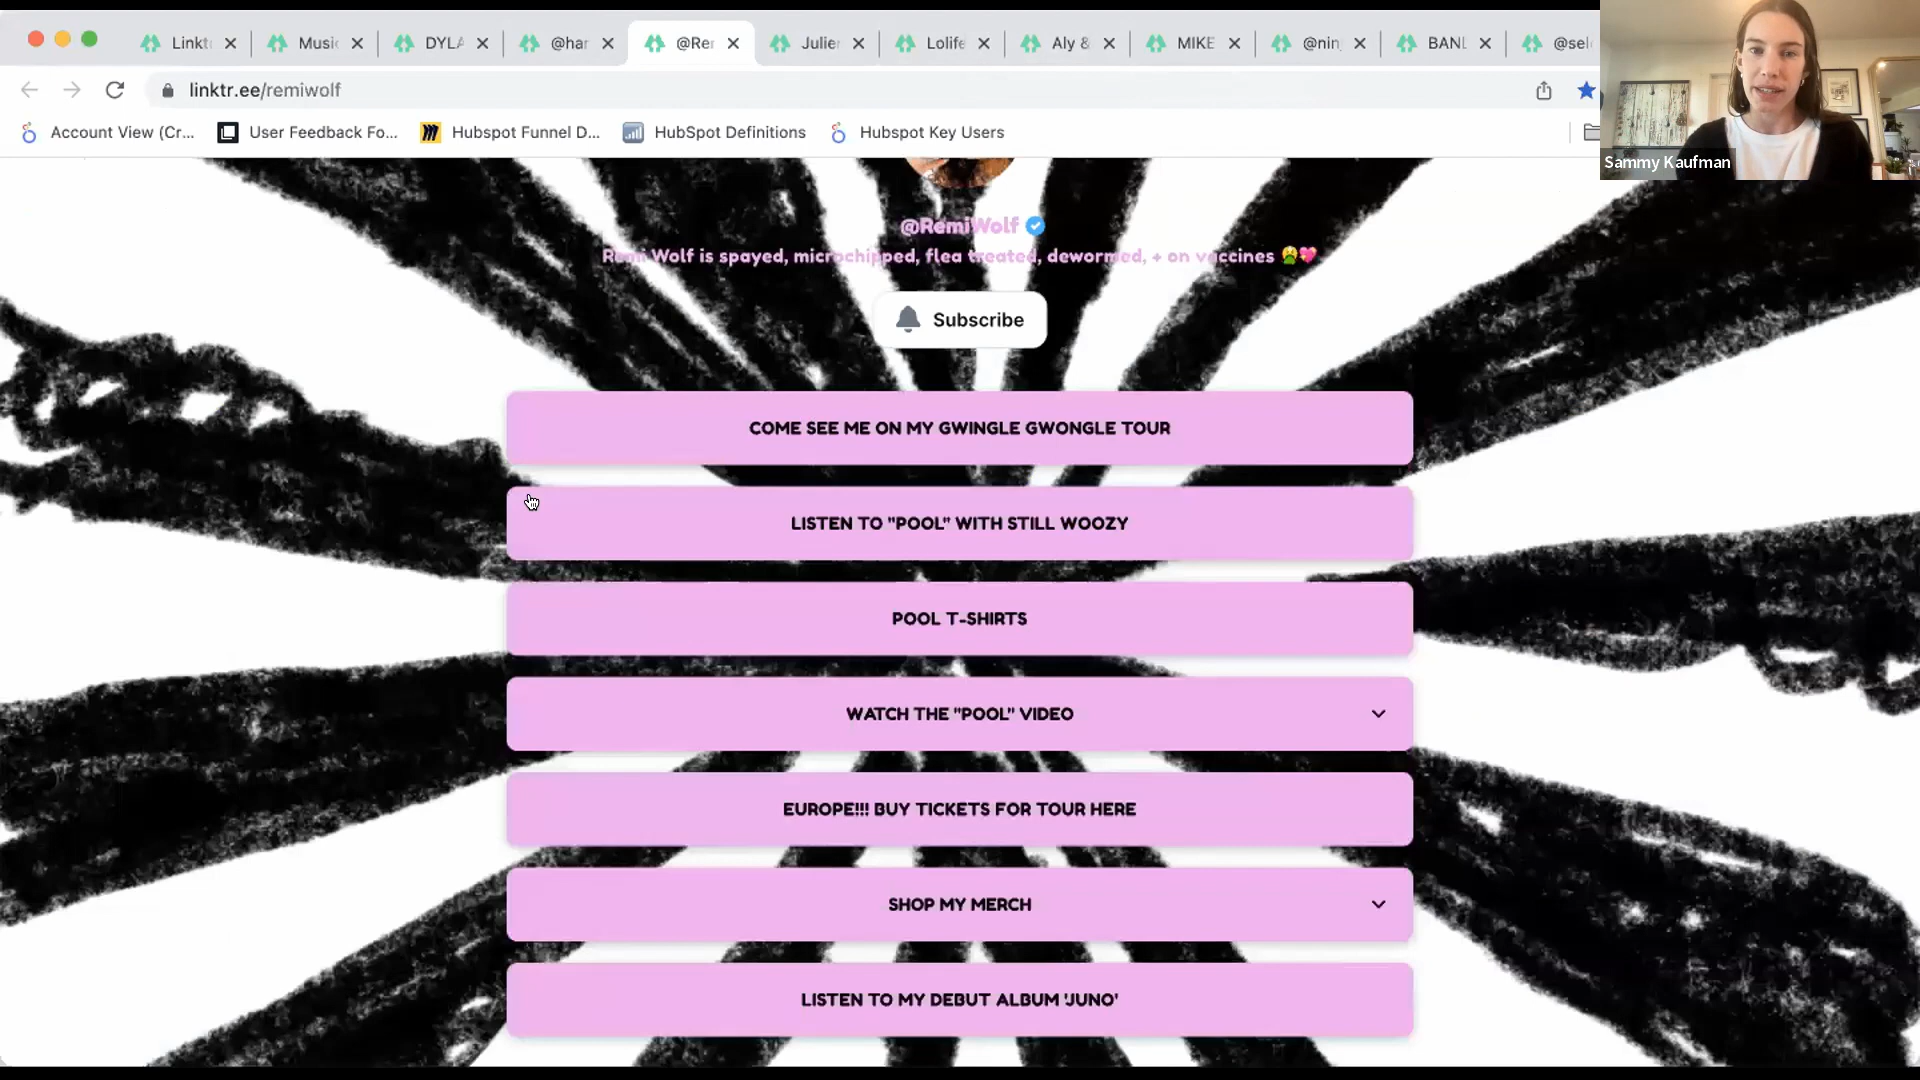 Linkt
Music
DYLA
@har
@Rer
Julier
Lolife
Aly &
MIKE
@nin
BANL
@sel
linktr.ee/remiwolf
Account View (Cr...
User Feedback Fo...
Hubspot Funnel D...
HubSpot Definitions
Hubspot Key Users
Sammy Kaufman
@RemiWolf
Remi Wolf is spayed, microchipped, flea treated, dewormed, + on vaccines 🤮💖
Subscribe
COME SEE ME ON MY GWINGLE GWONGLE TOUR
LISTEN TO "POOL" WITH STILL WOOZY
POOL T-SHIRTS
WATCH THE "POOL" VIDEO
EUROPE!!! BUY TICKETS FOR TOUR HERE
SHOP MY MERCH
LISTEN TO MY DEBUT ALBUM 'JUNO'